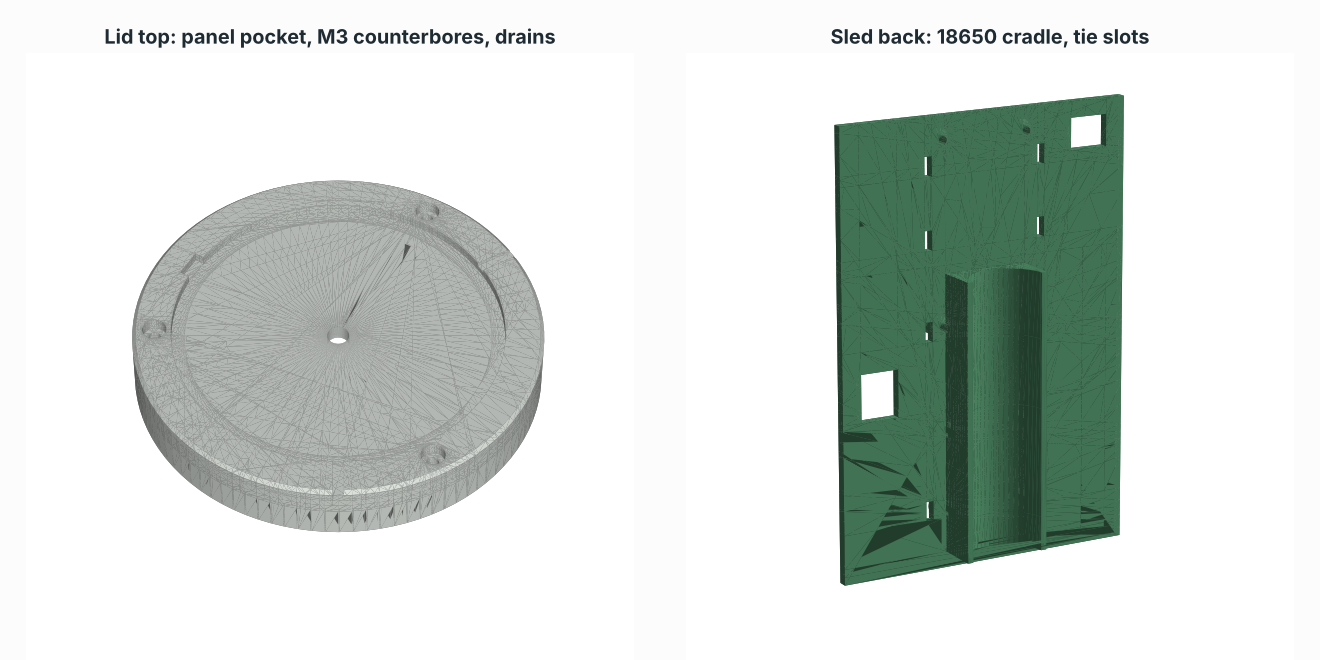 Lid top: panel pocket, M3 counterbores, drains
Sled back: 18650 cradle, tie slots